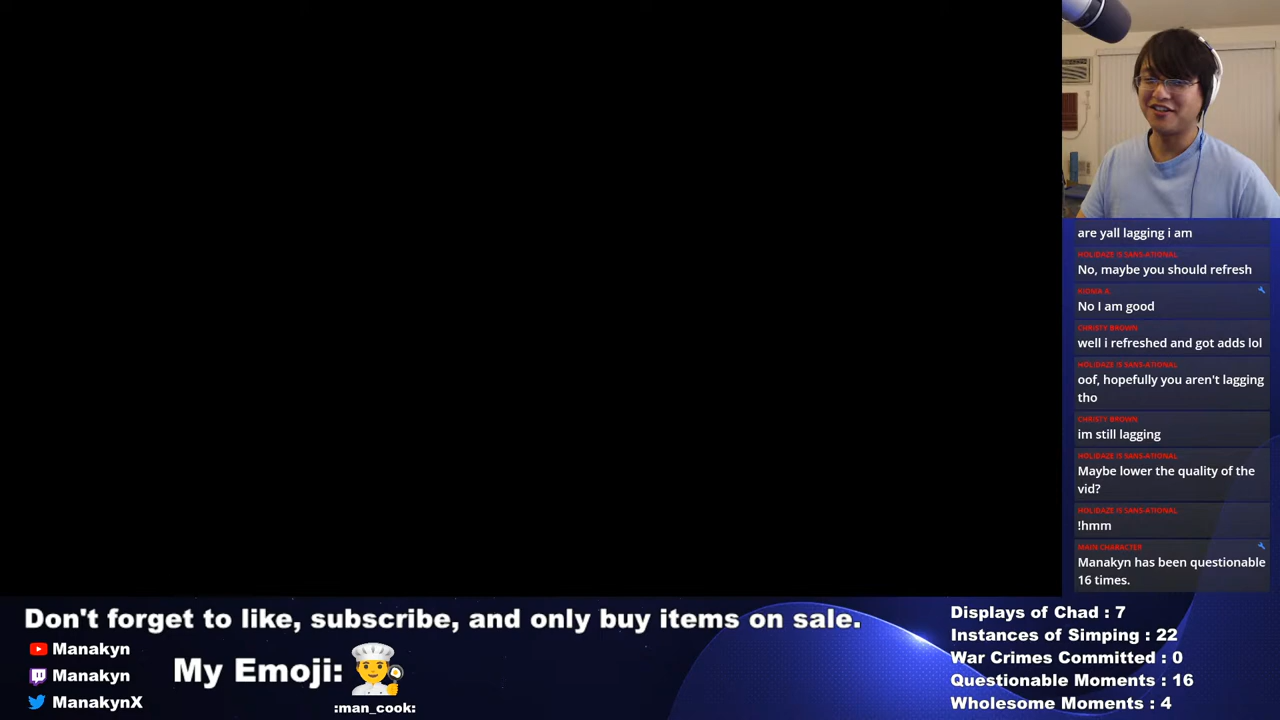 are yall lagging i am
HOLIDAZE IS SANS-ATIONAL
No, maybe you should refresh
No I am good
CHRISTY BROWN
well i refreshed and got adds lol
HOLIDAZE IS SANS-ATIONAL
oof, hopefully you aren't lagging
tho
CHRISTY BROWN
im still lagging
HOLIDAZE IS SANS-ATIONAL
Maybe lower the quality of the
vid?
HOLIDAZE IS SANS-ATIONAL
!hmm
MAIN CHARACTER
Manakyn has been questionable
16 times.
Don't forget to like, subscribe, and only buy items on sale.
Manakyn
Manakyn
ManakynX
My Emoji:
:man_cook:
Displays of Chad : 7
Instances of Simping : 22
War Crimes Committed : 0
Questionable Moments : 16
Wholesome Moments : 4